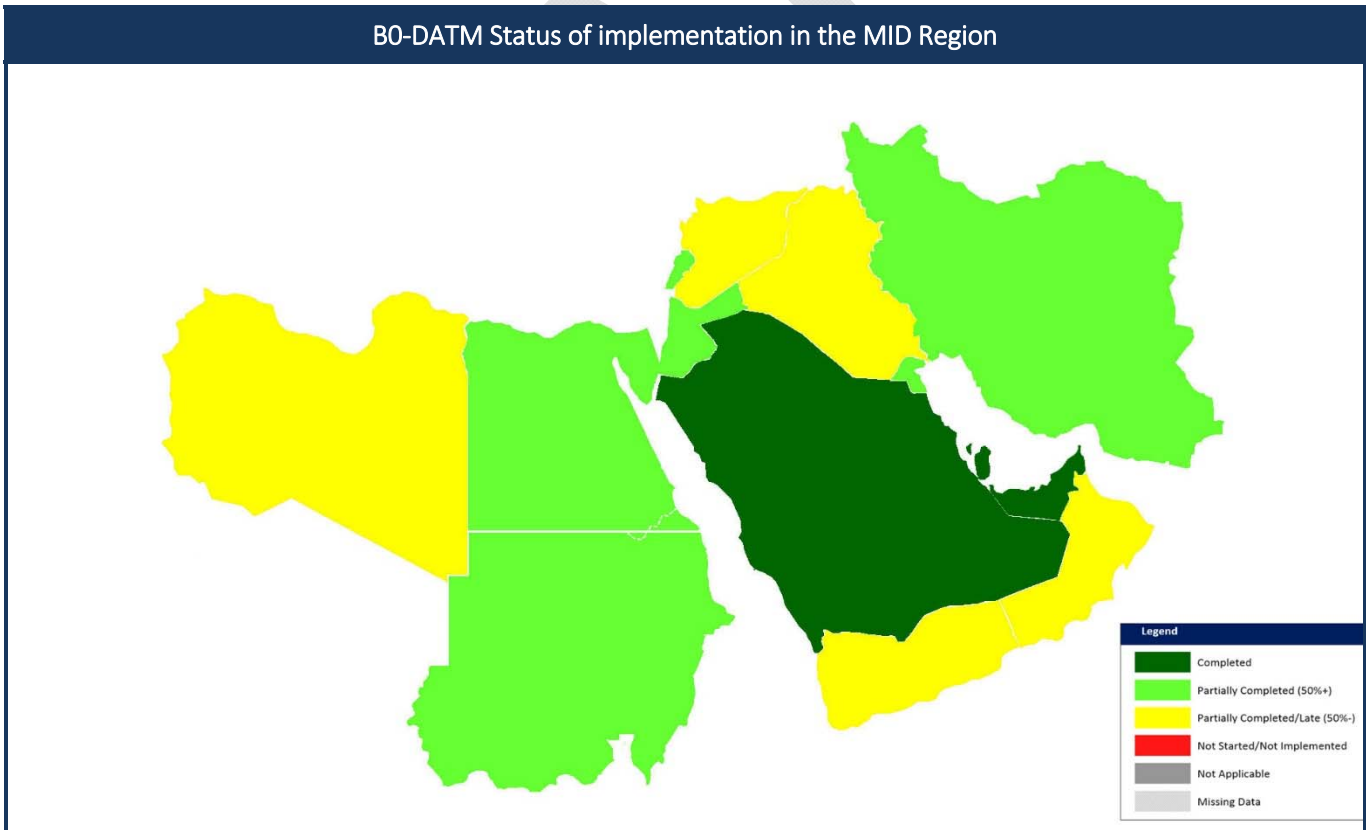 B0-DATM Status of implementation in the MID Region
Legend
Completed
Partially Completed (50%+)
Partially Completed/Late (50%-)
Not Started/Not Implemented
Not Applicable
Missing Data